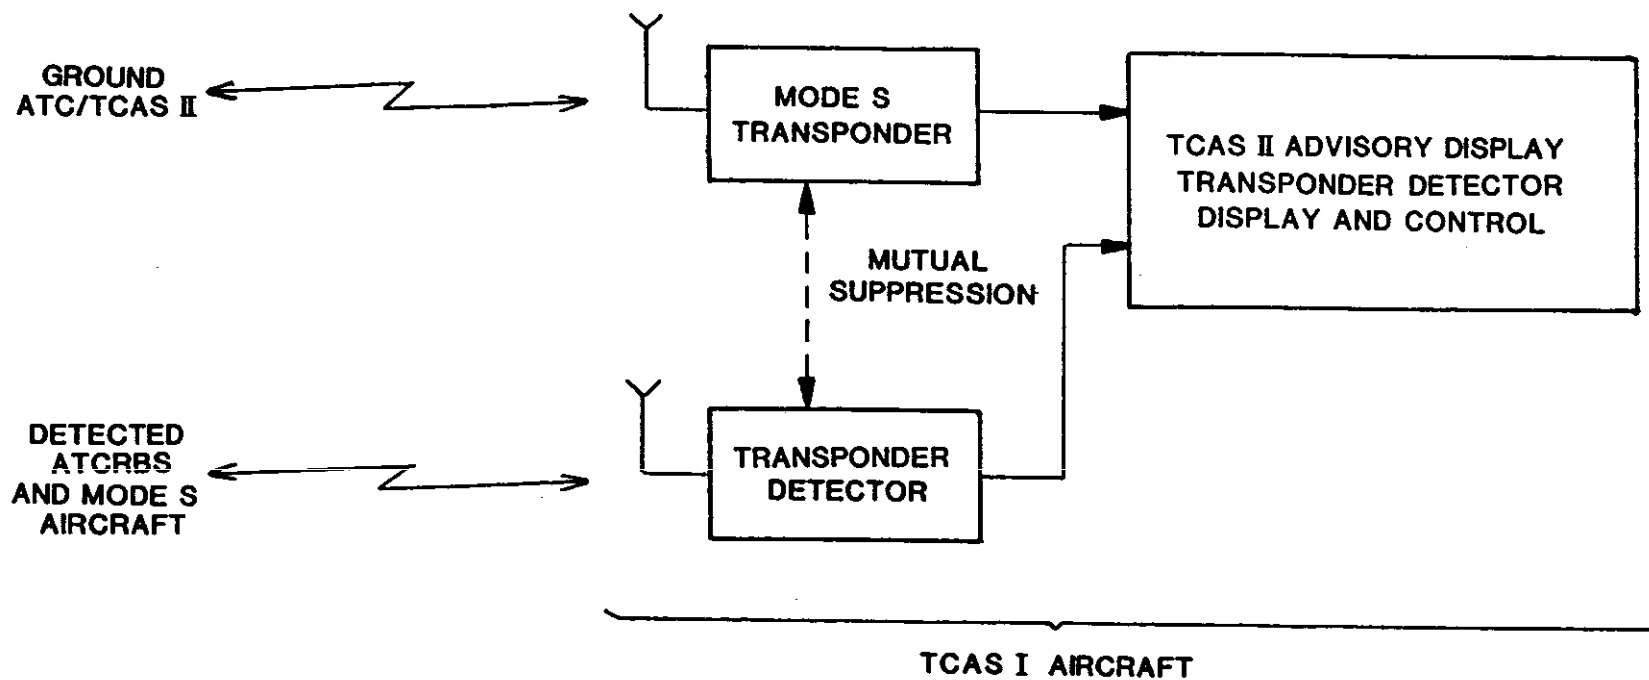 GROUND
ATC/TCAS II
MODE S
TRANSPONDER
TCAS II ADVISORY DISPLAY
TRANSPONDER DETECTOR
DISPLAY AND CONTROL
MUTUAL
SUPPRESSION
DETECTED
ATCRBS
AND MODE S
AIRCRAFT
TRANSPONDER
DETECTOR
TCAS I AIRCRAFT